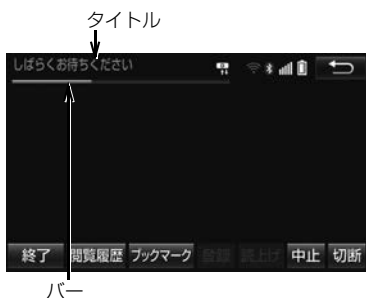 タイトル
しばらくお待ちください
終了 閲覧履歴 ブックマーク 登録 読上げ 中止 切断
バー